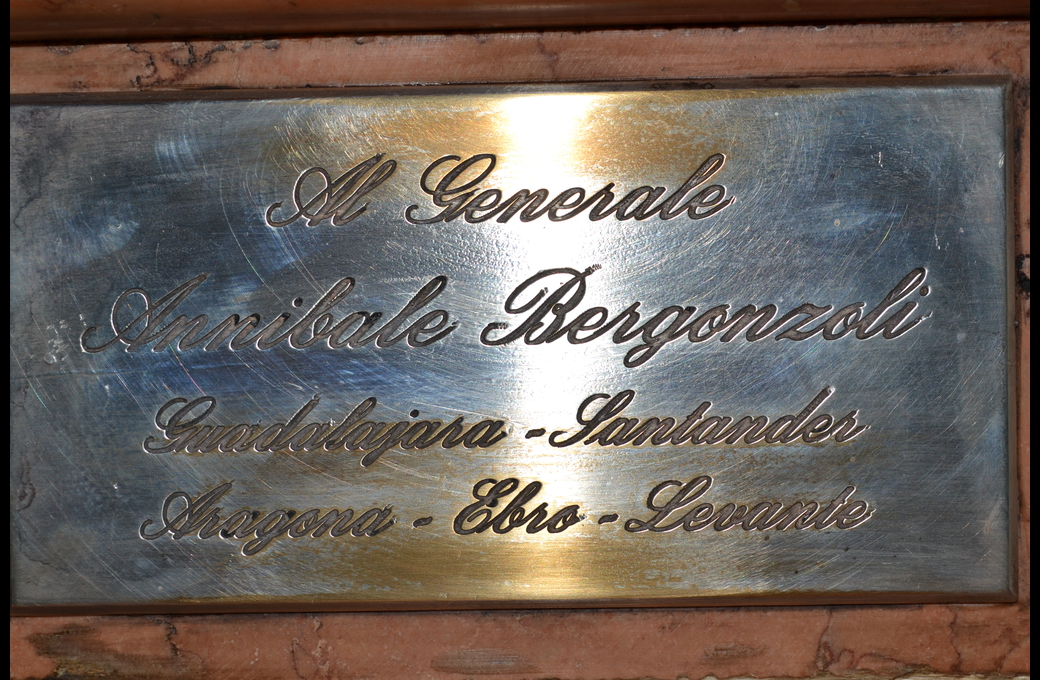 Al Generale
Annibale Bergonzoli
Guadalajara - Santander
Aragona - Ebro - Levante